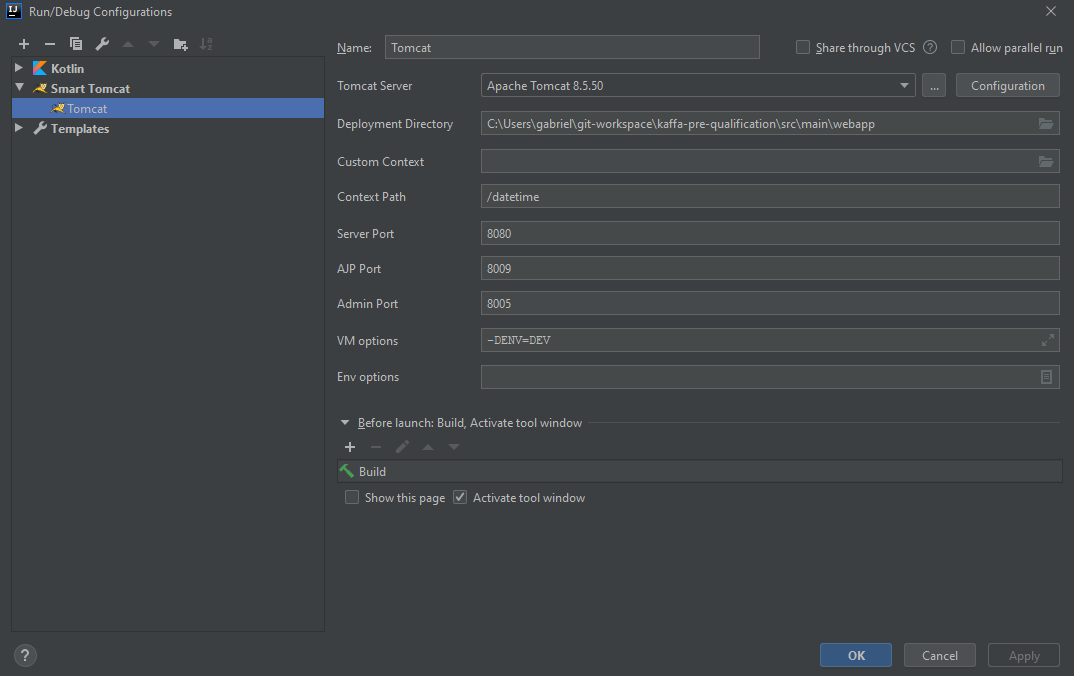 Run/Debug Configurations
Name: Tomcat Share through VCS ? Allow parallel run
Kotlin
Smart Tomcat
Tomcat
Templates
Tomcat Server Apache Tomcat 8.5.50 ... Configuration
Deployment Directory C:\Users\gabriel\git-workspace\kaffa-pre-qualification\src\main\webapp
Custom Context
Context Path /datetime
Server Port 8080
AJP Port 8009
Admin Port 8005
VM options -DENV=DEV
Env options
Before launch: Build, Activate tool window
Build
Show this page Activate tool window
? OK Cancel Apply